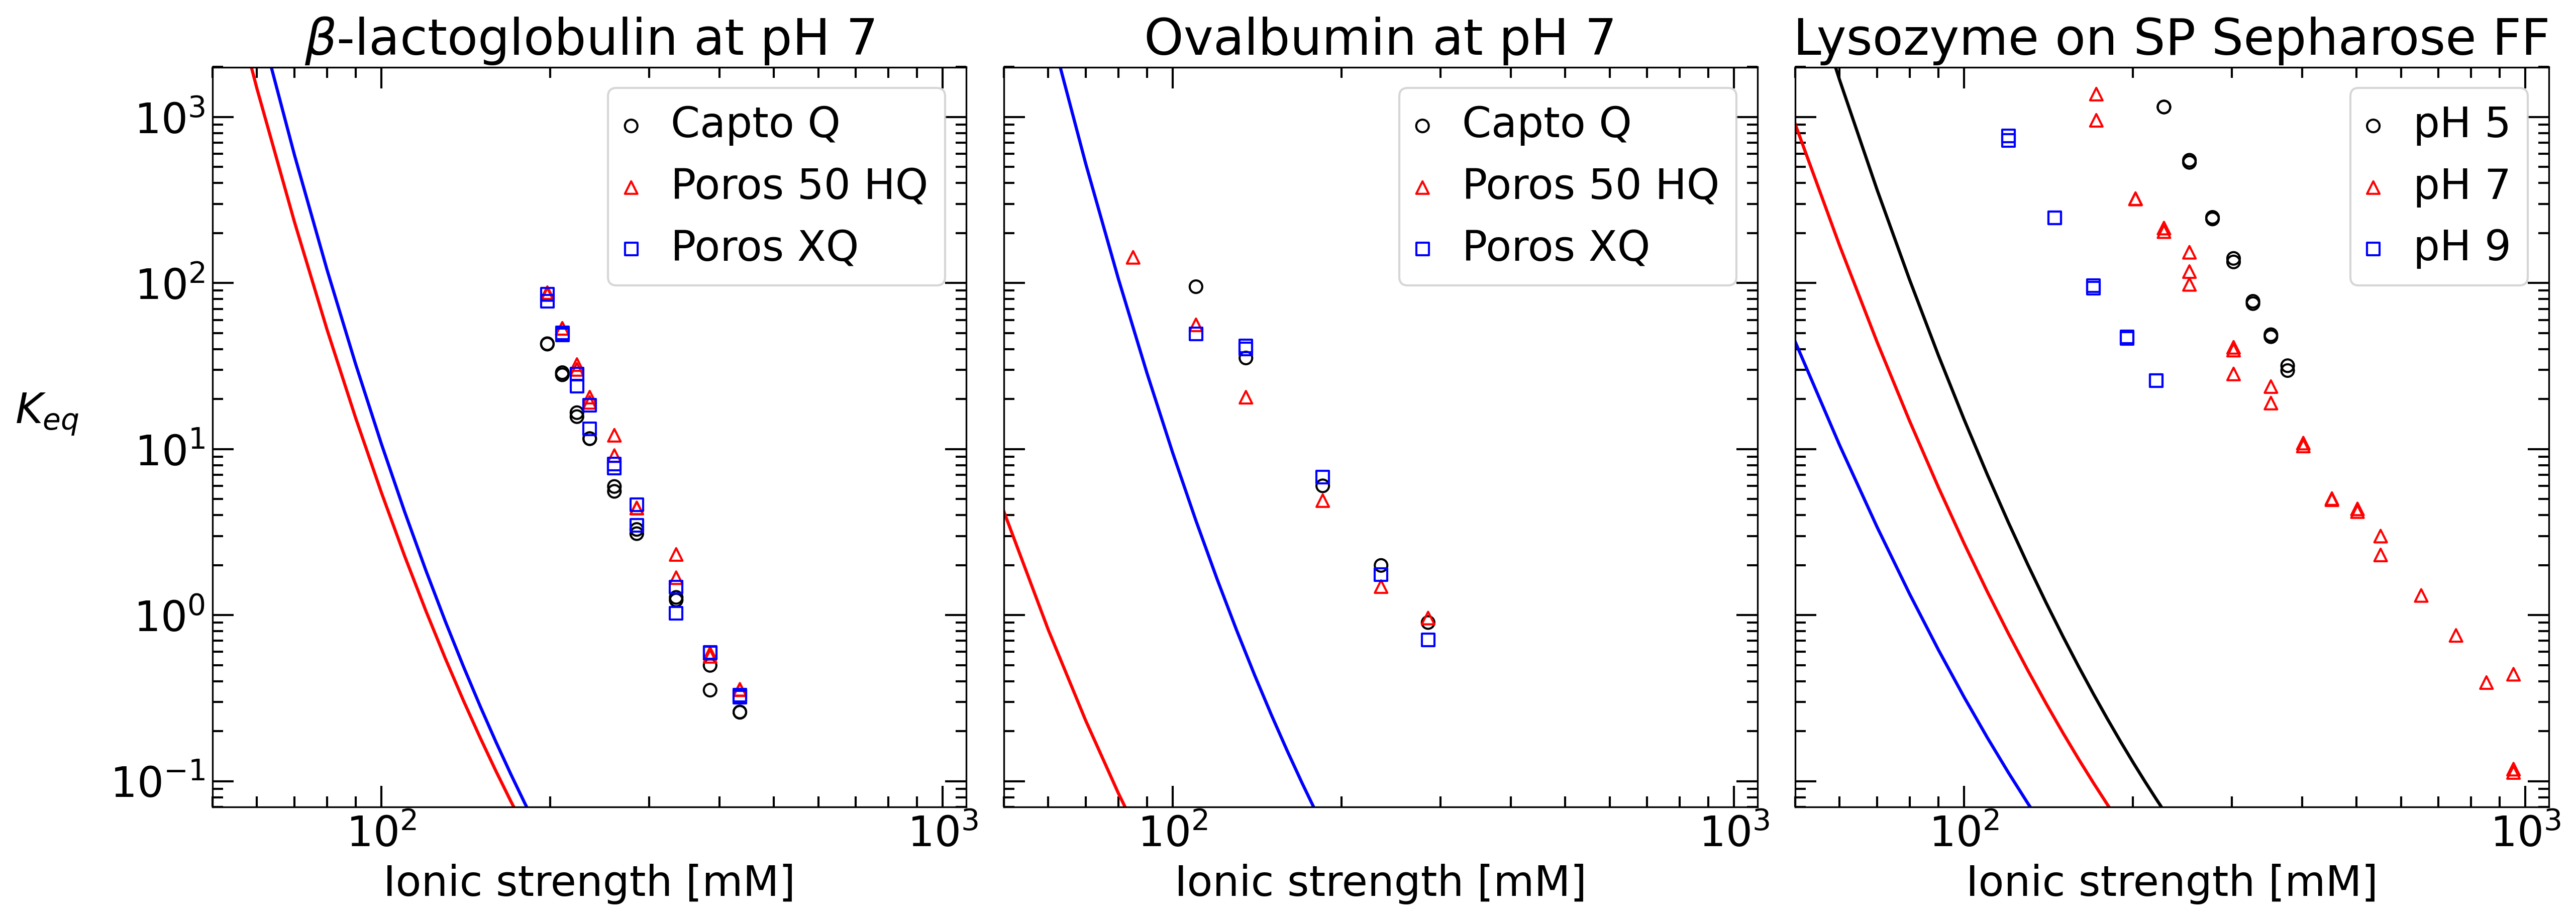 β-lactoglobulin at pH 7
Ovalbumin at pH 7
Lysozyme on SP Sepharose FF
K_eq
10³
10²
10¹
10⁰
10⁻¹
Capto Q
Poros 50 HQ
Poros XQ
10²
10³
Ionic strength [mM]
Capto Q
Poros 50 HQ
Poros XQ
10²
10³
Ionic strength [mM]
pH 5
pH 7
pH 9
10²
10³
Ionic strength [mM]